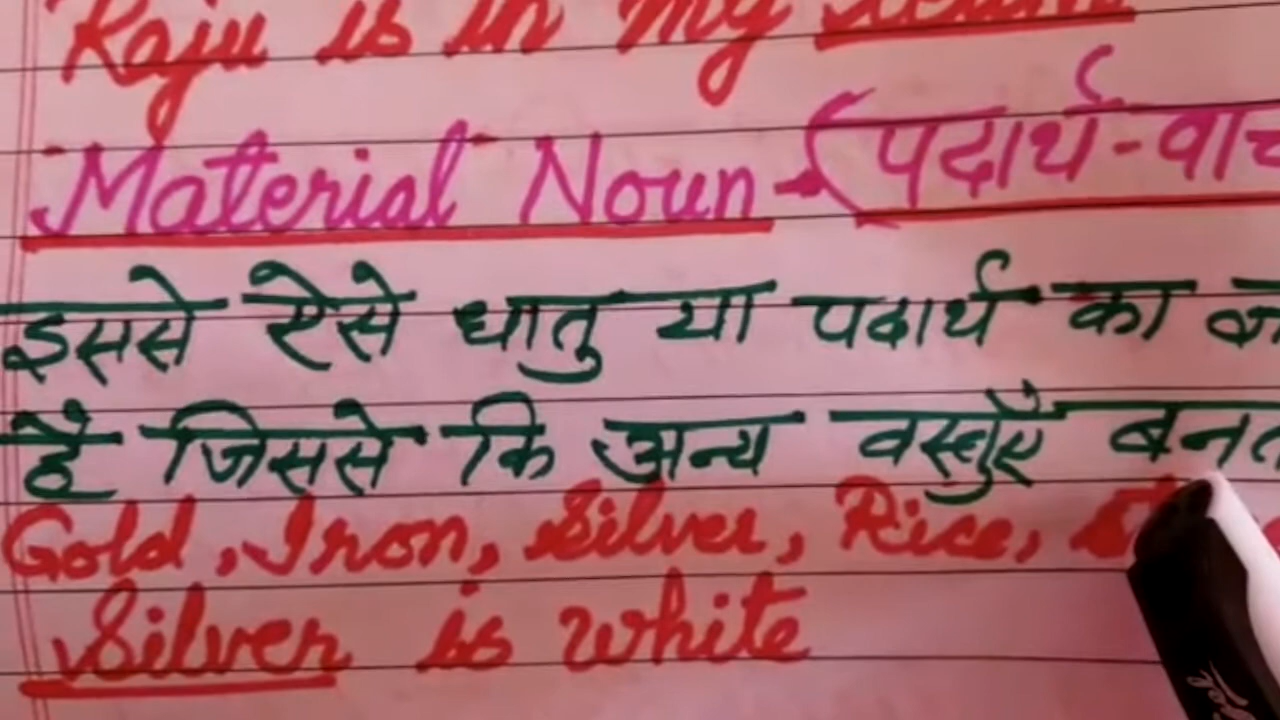 Raju is in my
Material Noun → (पदार्थ-वाच
इससे ऐसे धातु या पदार्थ का
है जिससे कि अन्य वस्तुएँ बनत
Gold, Iron, Silver, Rice,
Silver is white